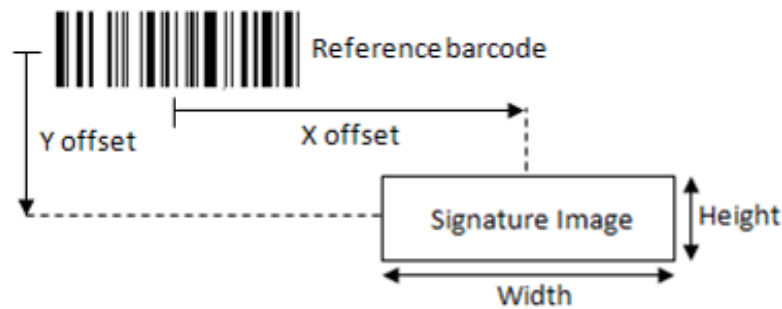 Reference barcode
Y offset
X offset
Signature Image
Height
Width